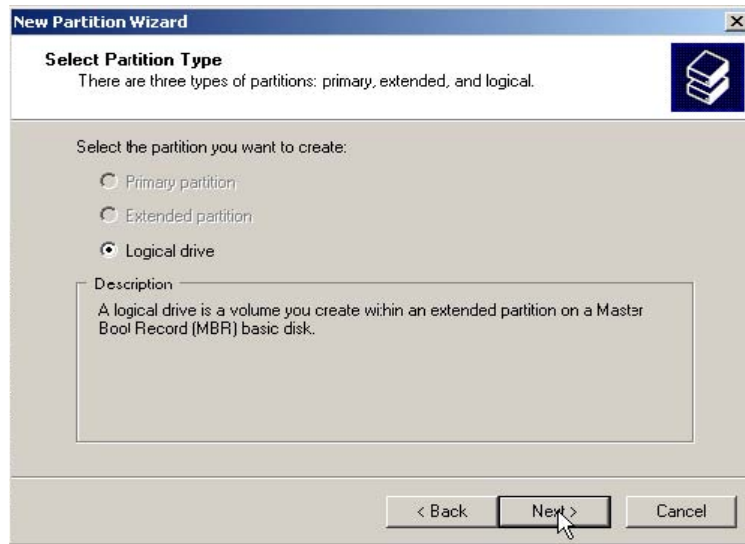 New Partition Wizard
Select Partition Type
There are three types of partitions: primary, extended, and logical.
Select the partition you want to create:
Primary partition
Extended partition
Logical drive
Description
A logical drive is a volume you create within an extended partition on a Master
Boot Record (MBR) basic disk.
< Back
Next >
Cancel